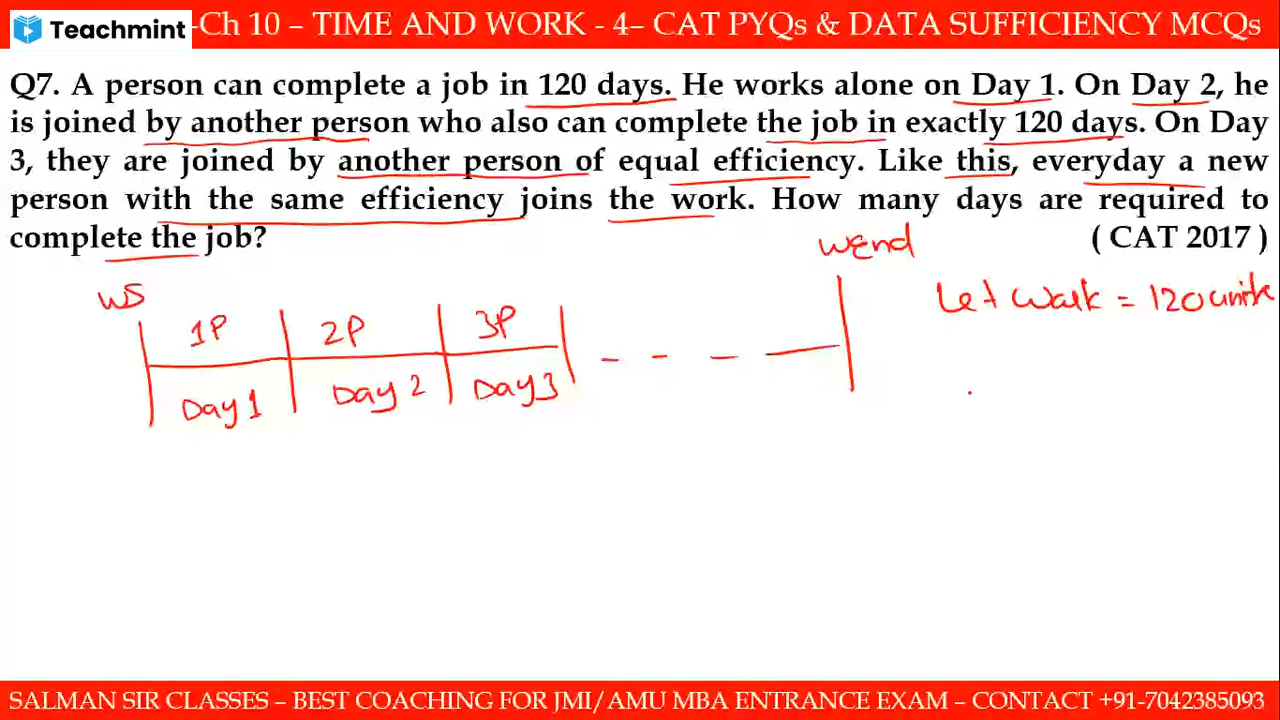 Teachmint -Ch 10 – TIME AND WORK - 4– CAT PYQs & DATA SUFFICIENCY MCQs
Q7. A person can complete a job in 120 days. He works alone on Day 1. On Day 2, he
is joined by another person who also can complete the job in exactly 120 days. On Day
3, they are joined by another person of equal efficiency. Like this, everyday a new
person with the same efficiency joins the work. How many days are required to
complete the job? ( CAT 2017 )
WS WEnd
Let Work = 120 units
1P 2P 3P
Day 1 Day 2 Day 3
SALMAN SIR CLASSES – BEST COACHING FOR JMI/AMU MBA ENTRANCE EXAM – CONTACT +91-7042385093